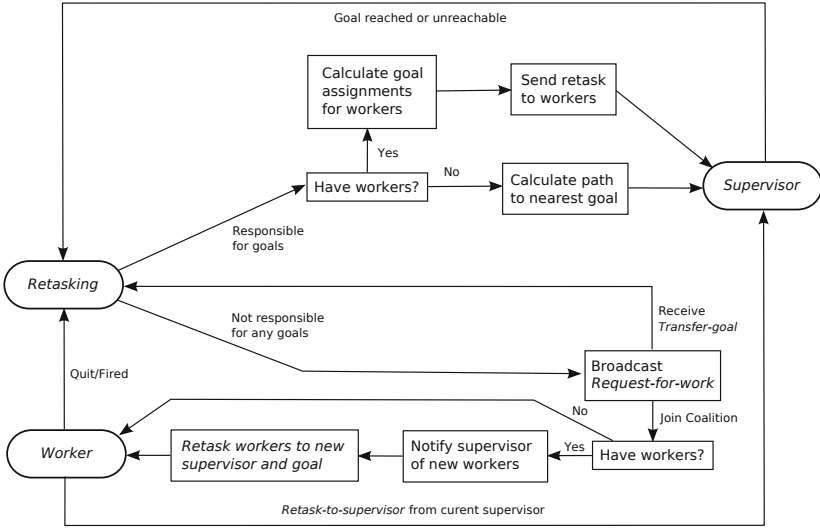 Goal reached or unreachable
Calculate goal
assignments
for workers
Send retask
to workers
Yes
Have workers?
No
Calculate path
to nearest goal
Supervisor
Responsible
for goals
Retasking
Not responsible
for any goals
Receive
Transfer-goal
Broadcast
Request-for-work
Quit/Fired
No
Join Coalition
Worker
Retask workers to new
supervisor and goal
Notify supervisor
of new workers
Yes
Have workers?
Retask-to-supervisor from curent supervisor